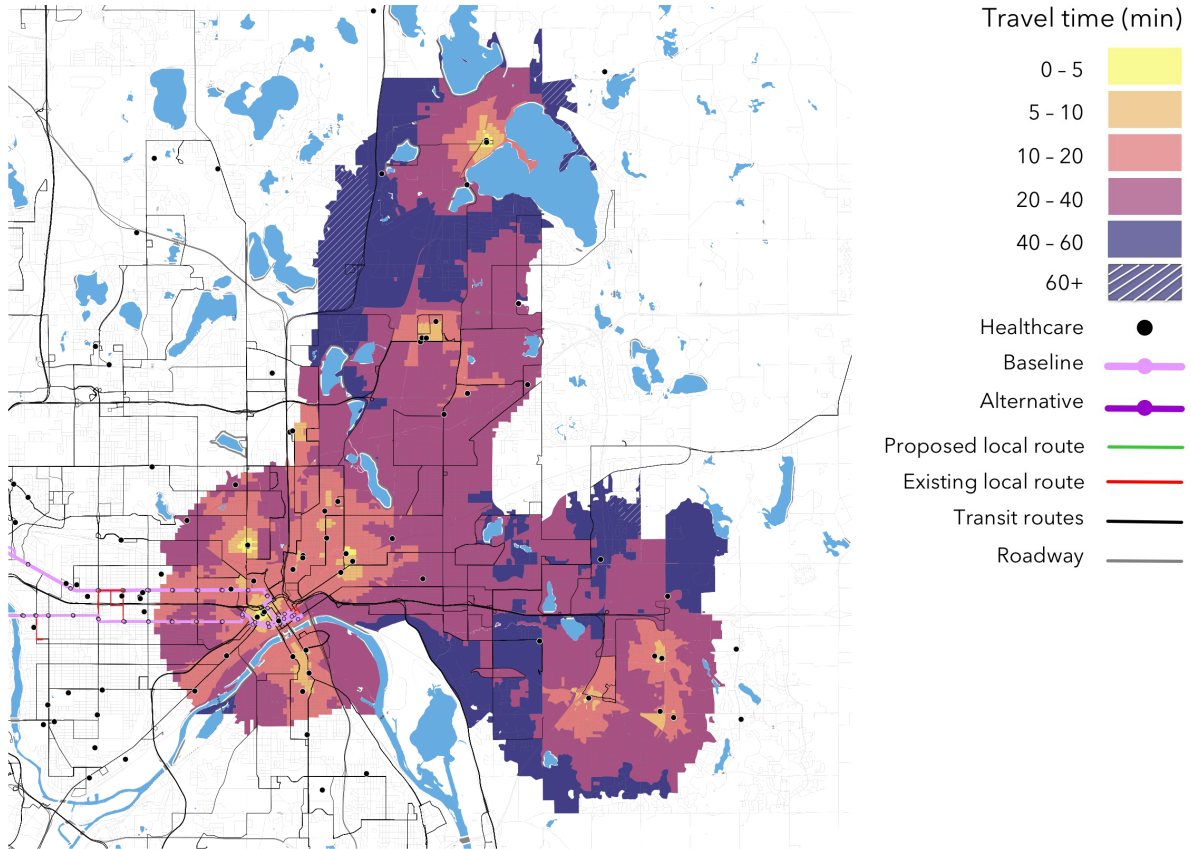 Travel time (min)
0 – 5
5 – 10
10 – 20
20 – 40
40 – 60
60+
Healthcare
Baseline
Alternative
Proposed local route
Existing local route
Transit routes
Roadway